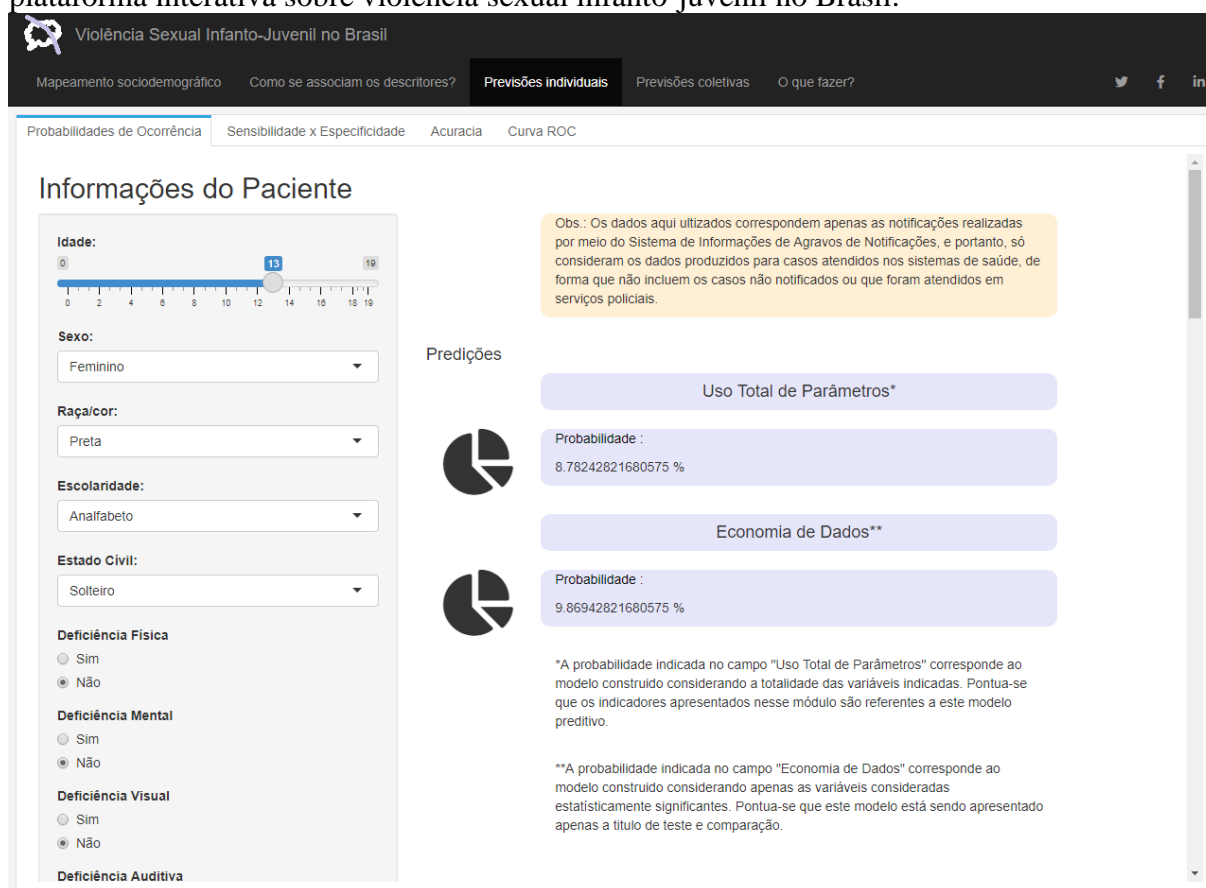 plataforma interativa sobre violência sexual infanto-juvenil no Brasil.
Violência Sexual Infanto-Juvenil no Brasil
Mapeamento sociodemográfico Como se associam os descritores? Previsões individuais Previsões coletivas O que fazer?
Probabilidades de Ocorrência Sensibilidade x Especificidade Acuracia Curva ROC
Informações do Paciente
Idade:
0 13 19
0 2 4 6 8 10 12 14 16 18 19
Sexo:
Feminino
Raça/cor:
Preta
Escolaridade:
Analfabeto
Estado Civil:
Solteiro
Deficiência Física
Sim
Não
Deficiência Mental
Sim
Não
Deficiência Visual
Sim
Não
Deficiência Auditiva
Obs.: Os dados aqui ultizados correspondem apenas as notificações realizadas
por meio do Sistema de Informações de Agravos de Notificações, e portanto, só
consideram os dados produzidos para casos atendidos nos sistemas de saúde, de
forma que não incluem os casos não notificados ou que foram atendidos em
serviços policiais.
Predições
Uso Total de Parâmetros*
Probabilidade :
8.78242821680575 %
Economia de Dados**
Probabilidade :
9.86942821680575 %
*A probabilidade indicada no campo "Uso Total de Parâmetros" corresponde ao
modelo construido considerando a totalidade das variáveis indicadas. Pontua-se
que os indicadores apresentados nesse módulo são referentes a este modelo
preditivo.
**A probabilidade indicada no campo "Economia de Dados" corresponde ao
modelo construido considerando apenas as variáveis consideradas
estatísticamente significantes. Pontua-se que este modelo está sendo apresentado
apenas a titulo de teste e comparação.